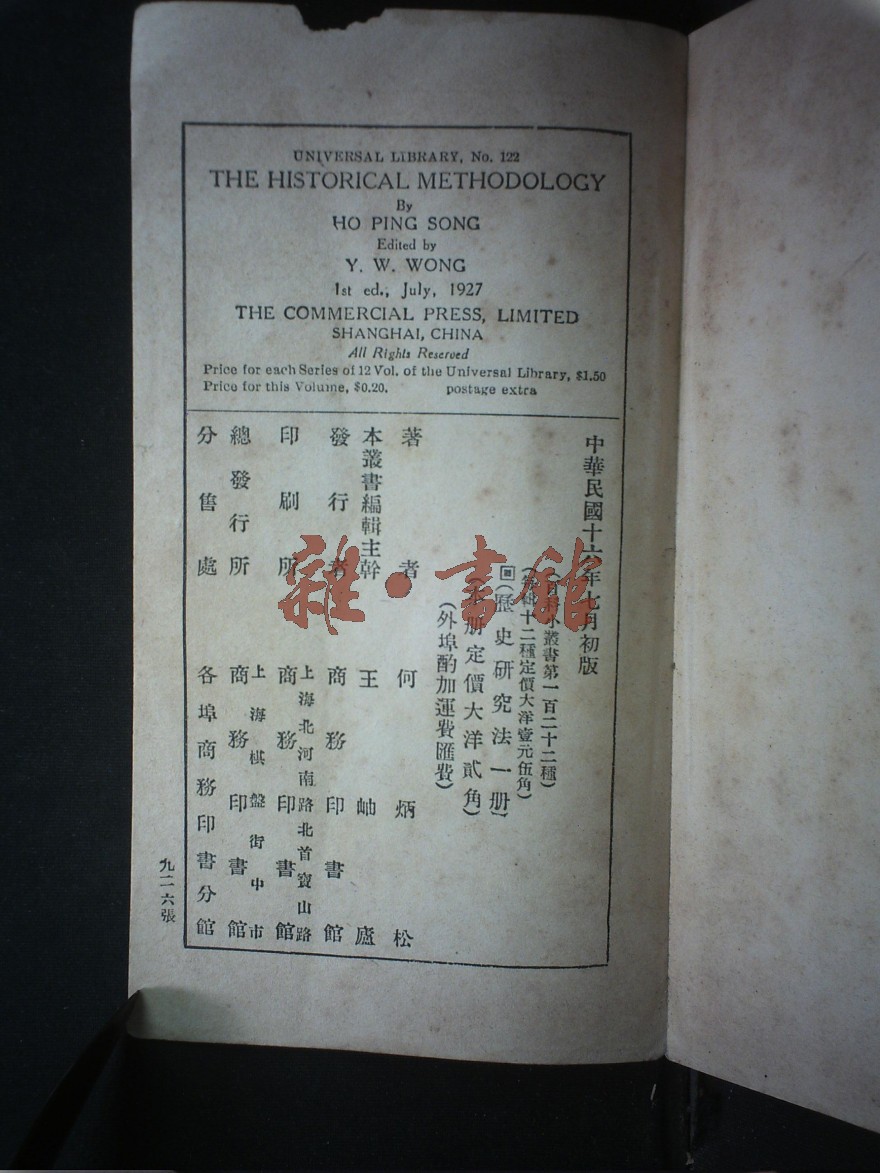 UNIVERSAL LIBRARY, No. 122
THE HISTORICAL METHODOLOGY
By
HO PING SONG
Edited by
Y. W. WONG
1st ed., July, 1927
THE COMMERCIAL PRESS, LIMITED
SHANGHAI, CHINA
All Rights Reserved
Price for each Series of 12 Vol. of the Universal Library, $1.50
Price for this Volume, $0.20. postage extra
中華民國十六年七月初版
(百科小叢書第一百二十二種)
(每組十二種定價大洋壹元伍角)
(歷史研究法一册)
(每册定價大洋貳角)
(外埠酌加運費匯費)
著者 何炳松
本叢書編輯主幹 王岫廬
發行者 商務印書館
印刷所 上海北河南路北首寶山路 商務印書館
總發行所 上海棋盤街中市 商務印書館
分售處 各埠商務印書分館
九二六張
雜·書館